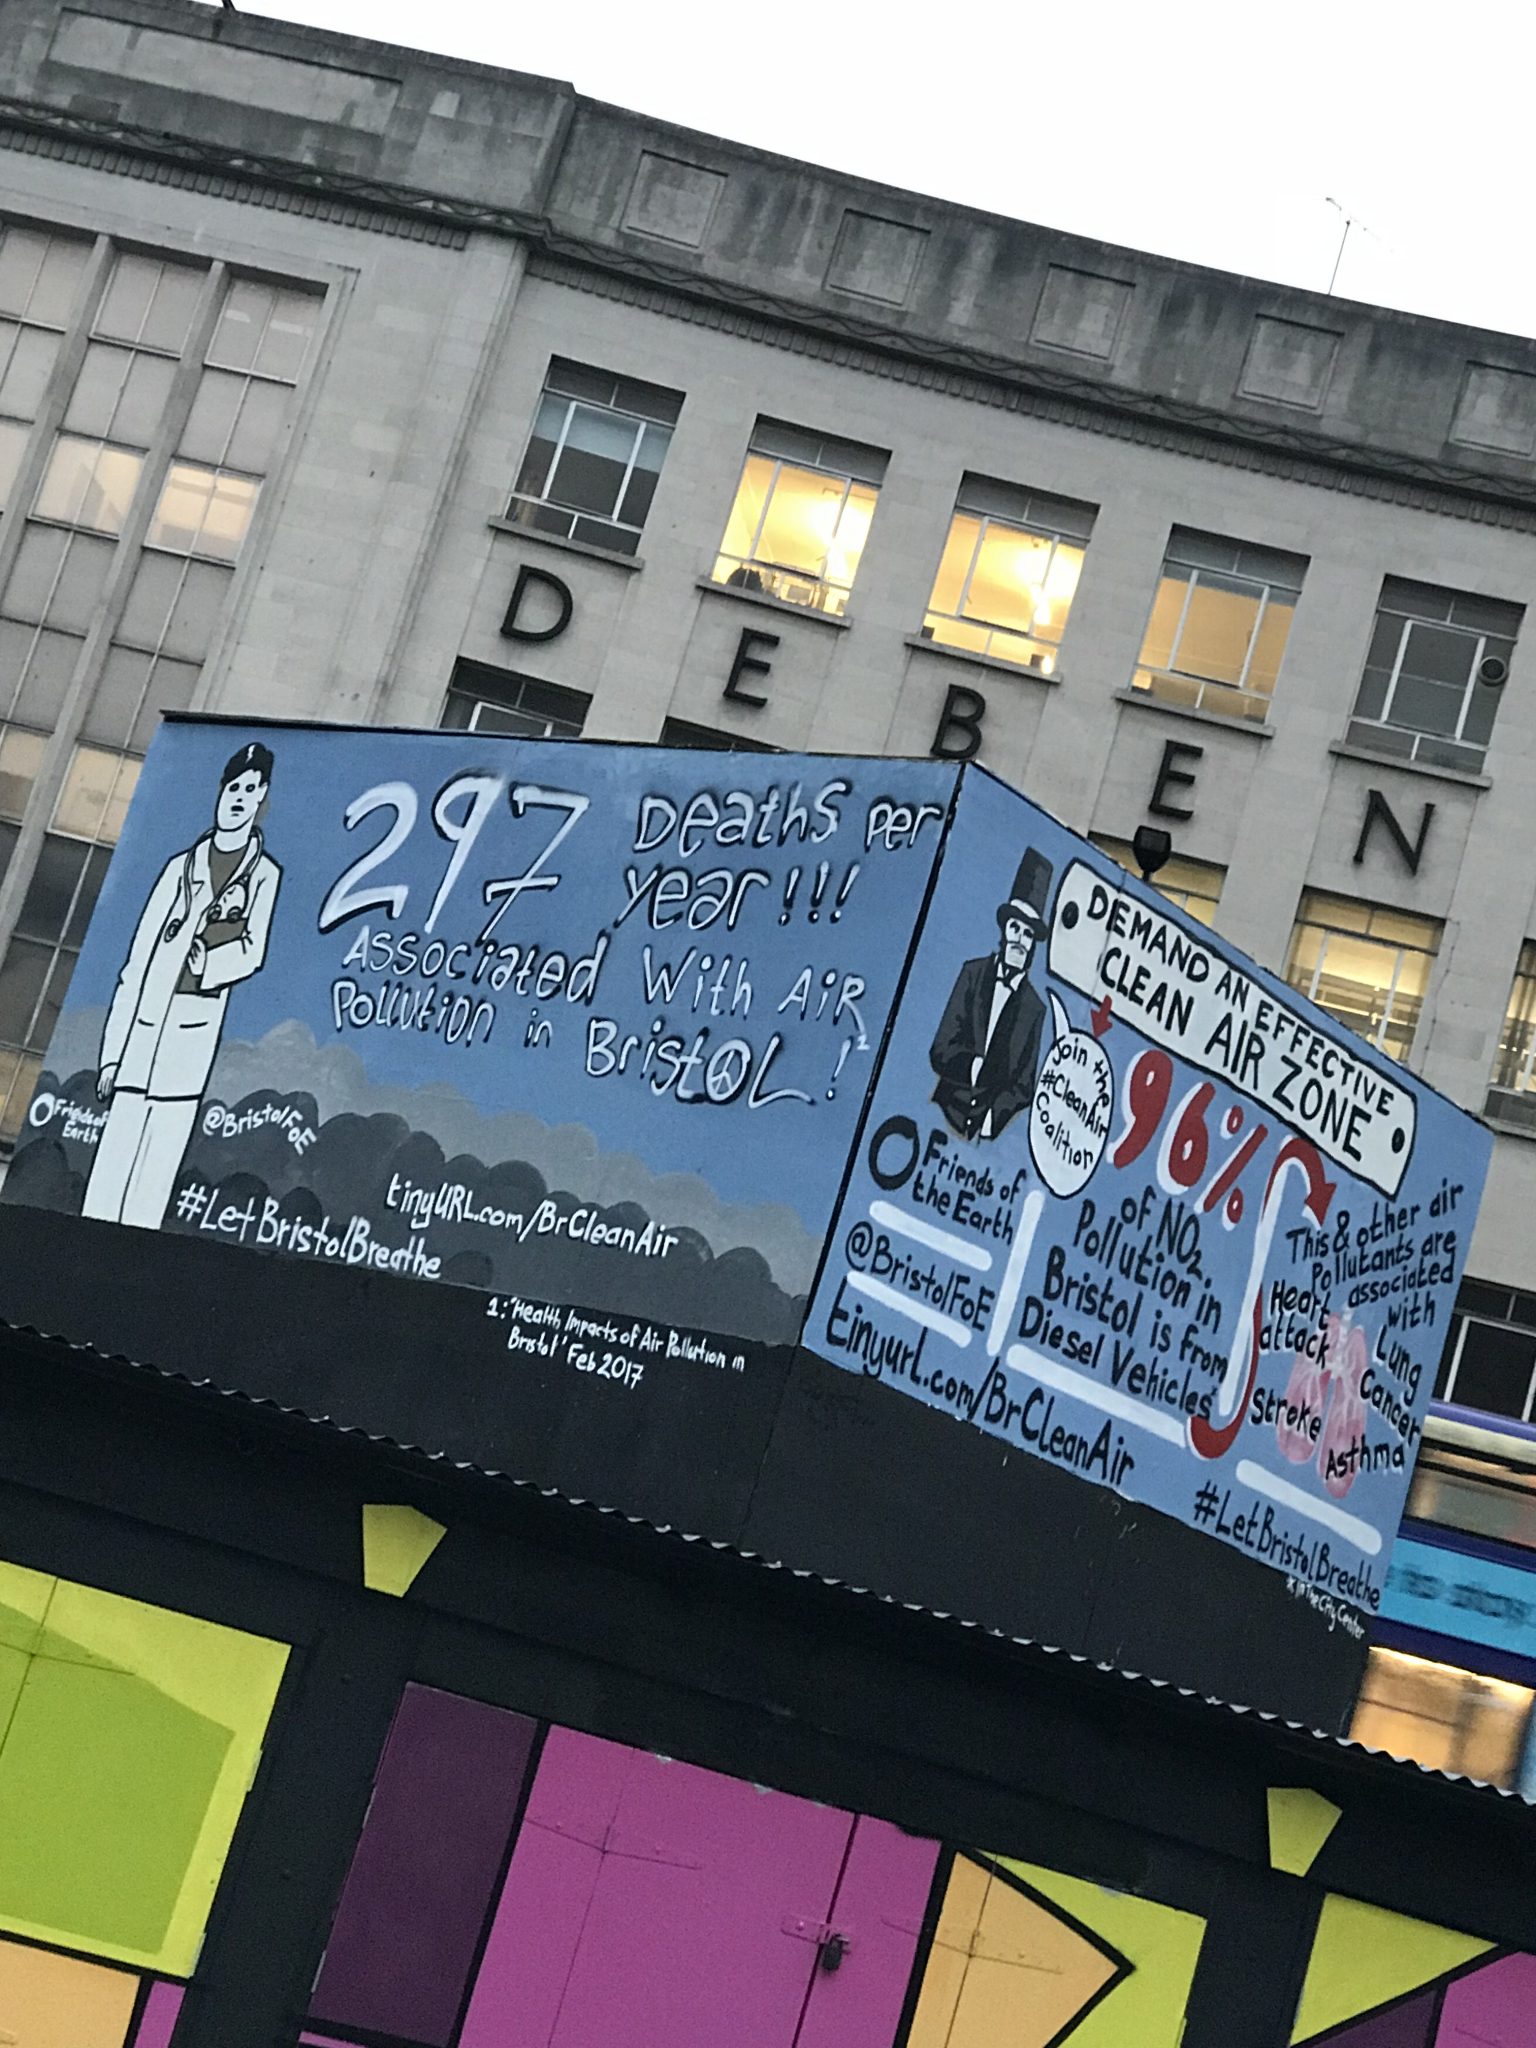 DEBEN
297 Deaths per
year!!!
Associated With AiR
Pollution in Bristol!
Friends of
Earth
@BristolFoE
tinyURL.com/BrCleanAir
#LetBristolBreathe
1: "Health Impacts of Air Pollution in
Bristol' Feb 2017
DEMAND AN EFFECTIVE
CLEAN AIR ZONE
Join the
#CleanAir
Coalition
96%
of NO2
Pollution in
Bristol is from
Diesel Vehicles
Friends of
the Earth
@BristolFoE
tinyurl.com/BrCleanAir
This & other air
Pollutants are
associated
with
Heart
attack
Lung
Cancer
Stroke
Asthma
#LetBristolBreathe